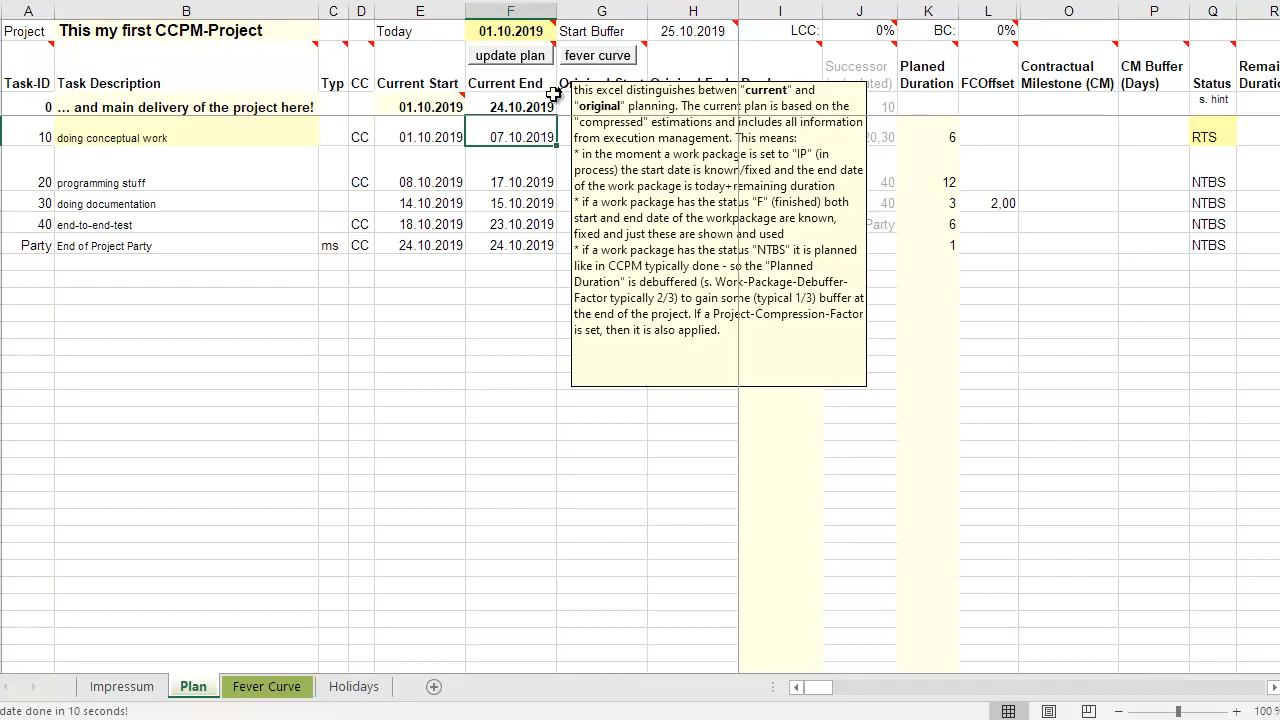 A B C D E F G H I J K L O P Q R
Project This my first CCPM-Project Today 01.10.2019 Start Buffer 25.10.2019 LCC: 0% BC: 0%
update plan fever curve
Successor Planed Contractual CM Buffer Remai
Task-ID Task Description Typ CC Current Start Current End Duration FCOffset Milestone (CM) (Days) Status Duratio
0 ... and main delivery of the project here! 01.10.2019 24.10.2019 10 s. hint
10 doing conceptual work CC 01.10.2019 07.10.2019 20,30 6 RTS
20 programming stuff CC 08.10.2019 17.10.2019 40 12 NTBS
30 doing documentation 14.10.2019 15.10.2019 40 3 2,00 NTBS
40 end-to-end-test CC 18.10.2019 23.10.2019 Party 6 NTBS
Party End of Project Party ms CC 24.10.2019 24.10.2019 1 NTBS
this excel distinguishes betwen "current" and
"original" planning. The current plan is based on the
"compressed" estimations and includes all information
from execution management. This means:
* in the moment a work package is set to "IP" (in
process) the start date is known/fixed and the end date
of the work package is today+remaining duration
* if a work package has the status "F" (finished) both
start and end date of the workpackage are known,
fixed and just these are shown and used
* if a work package has the status "NTBS" it is planned
like in CCPM typically done - so the "Planned
Duration" is debuffered (s. Work-Package-Debuffer-
Factor typically 2/3) to gain some (typical 1/3) buffer at
the end of the project. If a Project-Compression-Factor
is set, then it is also applied.
Impressum Plan Fever Curve Holidays
date done in 10 seconds! 100 %